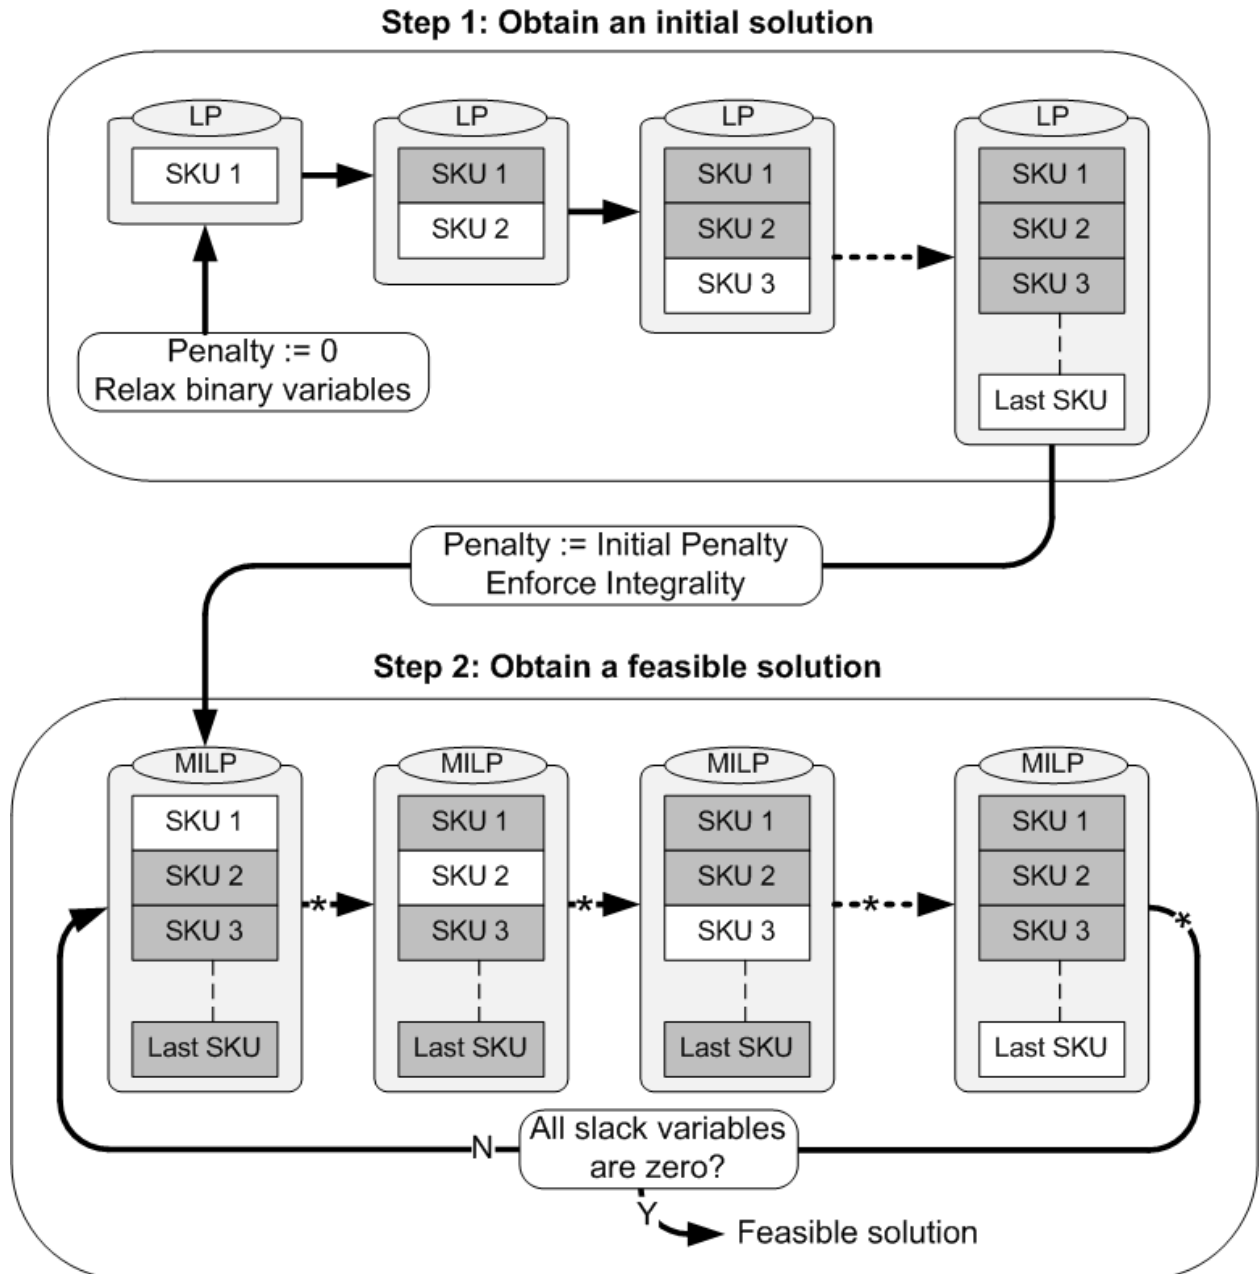 Step 1: Obtain an initial solution
LP
SKU 1
LP
SKU 1
SKU 2
LP
SKU 1
SKU 2
SKU 3
LP
SKU 1
SKU 2
SKU 3
Last SKU
Penalty := 0
Relax binary variables
Penalty := Initial Penalty
Enforce Integrality
Step 2: Obtain a feasible solution
MILP
SKU 1
SKU 2
SKU 3
Last SKU
*
MILP
SKU 1
SKU 2
SKU 3
Last SKU
*
MILP
SKU 1
SKU 2
SKU 3
Last SKU
*
MILP
SKU 1
SKU 2
SKU 3
Last SKU
*
All slack variables
are zero?
N
Y
Feasible solution